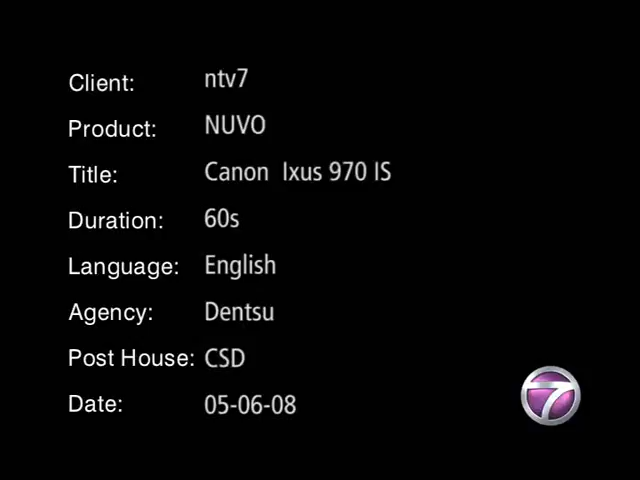 Client: ntv7
Product: NUVO
Title: Canon Ixus 970 IS
Duration: 60s
Language: English
Agency: Dentsu
Post House: CSD
Date: 05-06-08
7